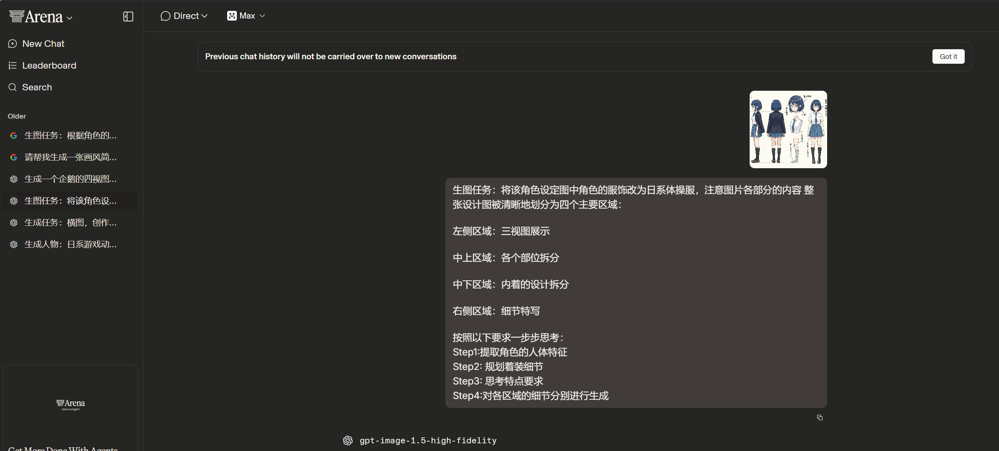 Arena
New Chat
Leaderboard
Search
Older
生图任务：根据角色的...
请帮我生成一张画风简...
生成一个企鹅的四视图...
生图任务：将该角色设...
生成任务：横图，创作...
生成人物：日系游戏动...
Arena
arena.ai/agent
Get More Done With Agents
Direct
M Max
Previous chat history will not be carried over to new conversations
Got it
生图任务：将该角色设定图中角色的服饰改为日系体操服，注意图片各部分的内容 整
张设计图被清晰地划分为四个主要区域：
左侧区域：三视图展示
中上区域：各个部位拆分
中下区域：内着的设计拆分
右侧区域：细节特写
按照以下要求一步步思考：
Step1:提取角色的人体特征
Step2: 规划着装细节
Step3: 思考特点要求
Step4:对各区域的细节分别进行生成
gpt-image-1.5-high-fidelity